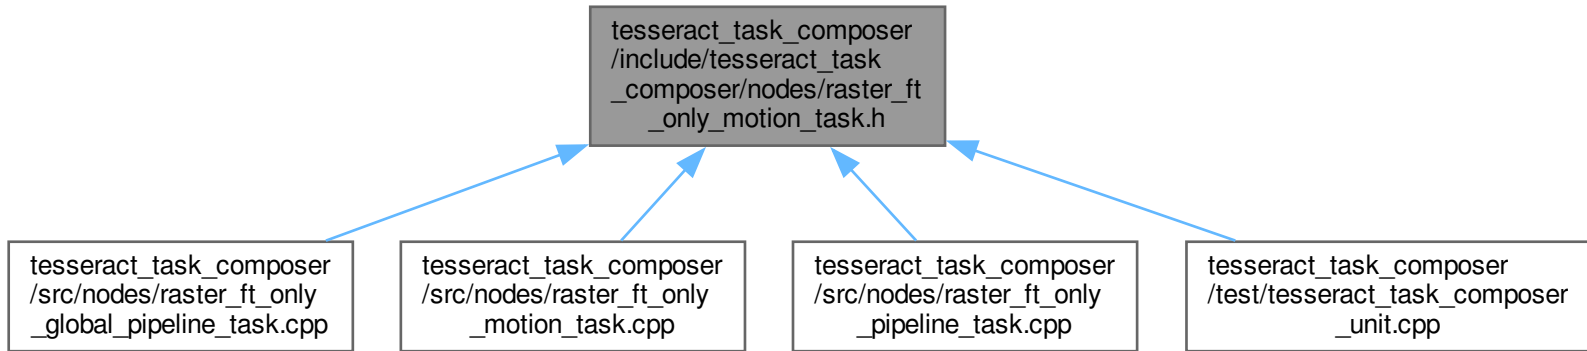 tesseract_task_composer
/include/tesseract_task
_composer/nodes/raster_ft
_only_motion_task.h
tesseract_task_composer
/src/nodes/raster_ft_only
_global_pipeline_task.cpp
tesseract_task_composer
/src/nodes/raster_ft_only
_motion_task.cpp
tesseract_task_composer
/src/nodes/raster_ft_only
_pipeline_task.cpp
tesseract_task_composer
/test/tesseract_task_composer
_unit.cpp